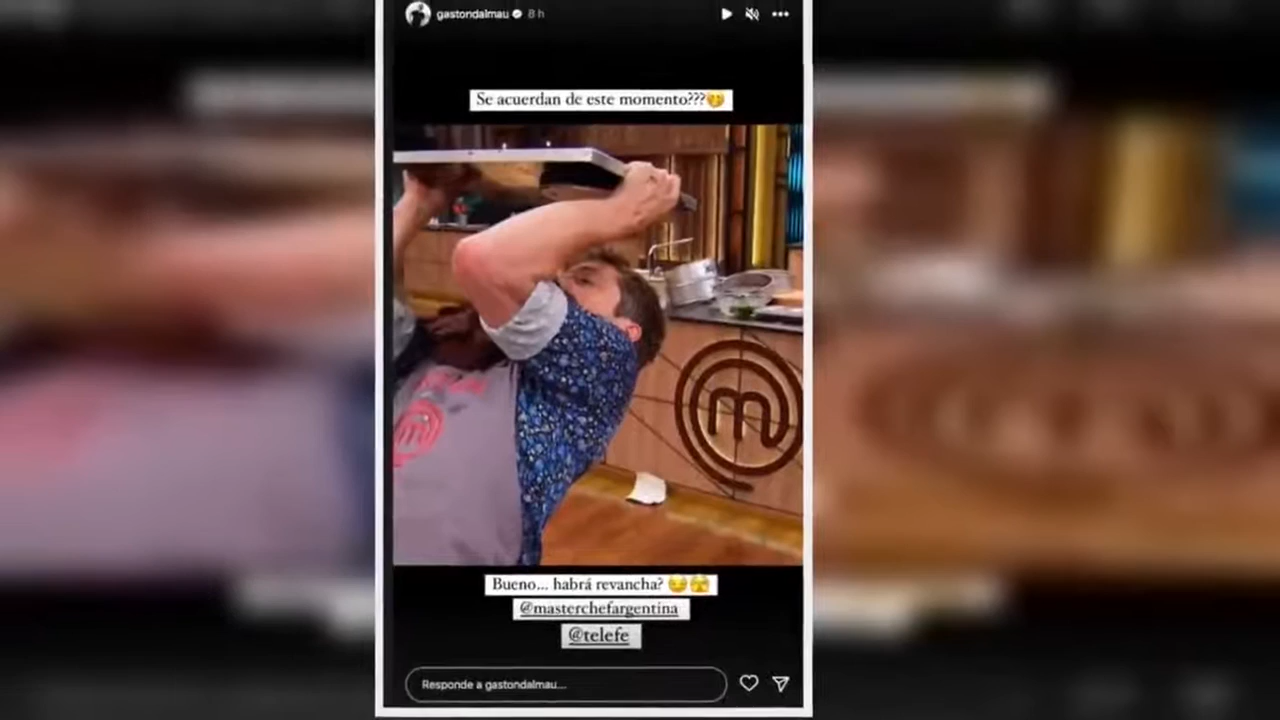 gastondalmau 8 h
Se acuerdan de este momento???🤭
m
Bueno... habrá revancha? 😏🫣
@masterchefargentina
@telefe
Responde a gastondalmau...